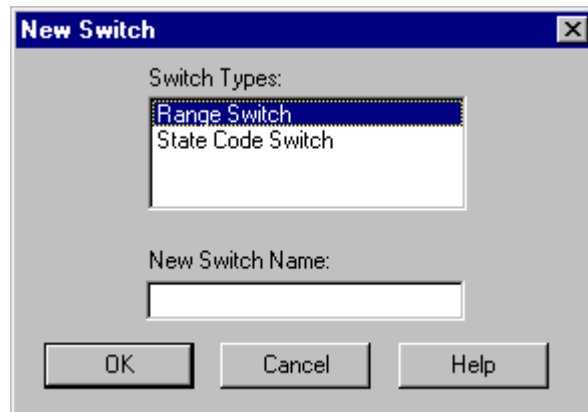 New Switch
Switch Types:
Range Switch
State Code Switch
New Switch Name:
OK Cancel Help